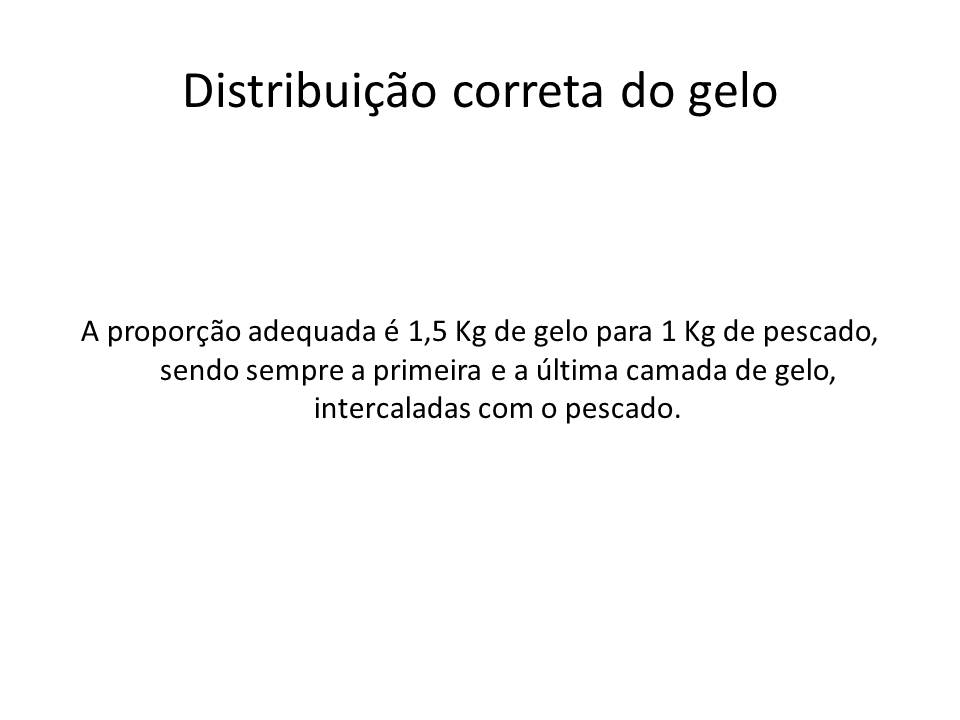 Distribuição correta do gelo
A proporção adequada é 1,5 Kg de gelo para 1 Kg de pescado,
sendo sempre a primeira e a última camada de gelo,
intercaladas com o pescado.